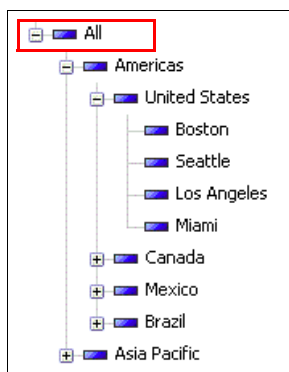 All
Americas
United States
Boston
Seattle
Los Angeles
Miami
Canada
Mexico
Brazil
Asia Pacific